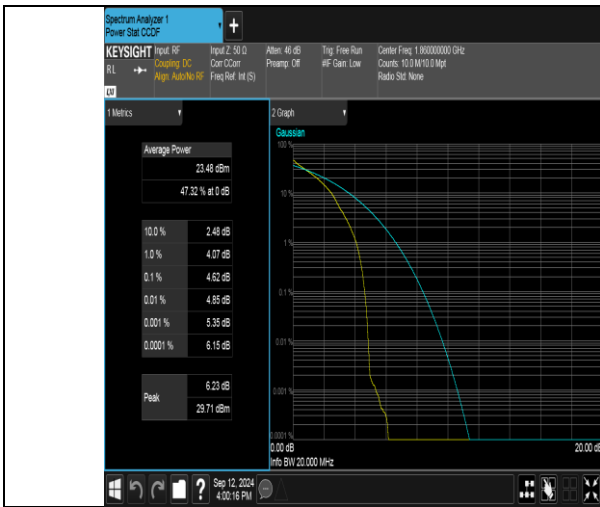 Spectrum Analyzer 1
Power Stat CCDF
+
KEYSIGHT
RL
LXI
Input: RF
Coupling: DC
Align: Auto/No RF
Input Z: 50 Ω
Corr CCorr
Freq Ref: Int (S)
Atten: 46 dB
Preamp: Off
Trig: Free Run
#IF Gain: Low
Center Freq: 1.860000000 GHz
Counts: 10.0 M/10.0 Mpt
Radio Std: None
1 Metrics
Average Power
23.48 dBm
47.32 % at 0 dB
10.0 % 2.48 dB
1.0 % 4.07 dB
0.1 % 4.62 dB
0.01 % 4.85 dB
0.001 % 5.35 dB
0.0001 % 6.15 dB
Peak
6.23 dB
29.71 dBm
2 Graph
Gaussian
100 %
10 %
1 %
0.1 %
0.01 %
0.001 %
0.0001 %
0.00 dB 20.00 dB
Info BW 20.000 MHz
?
Sep 12, 2024
4:00:16 PM